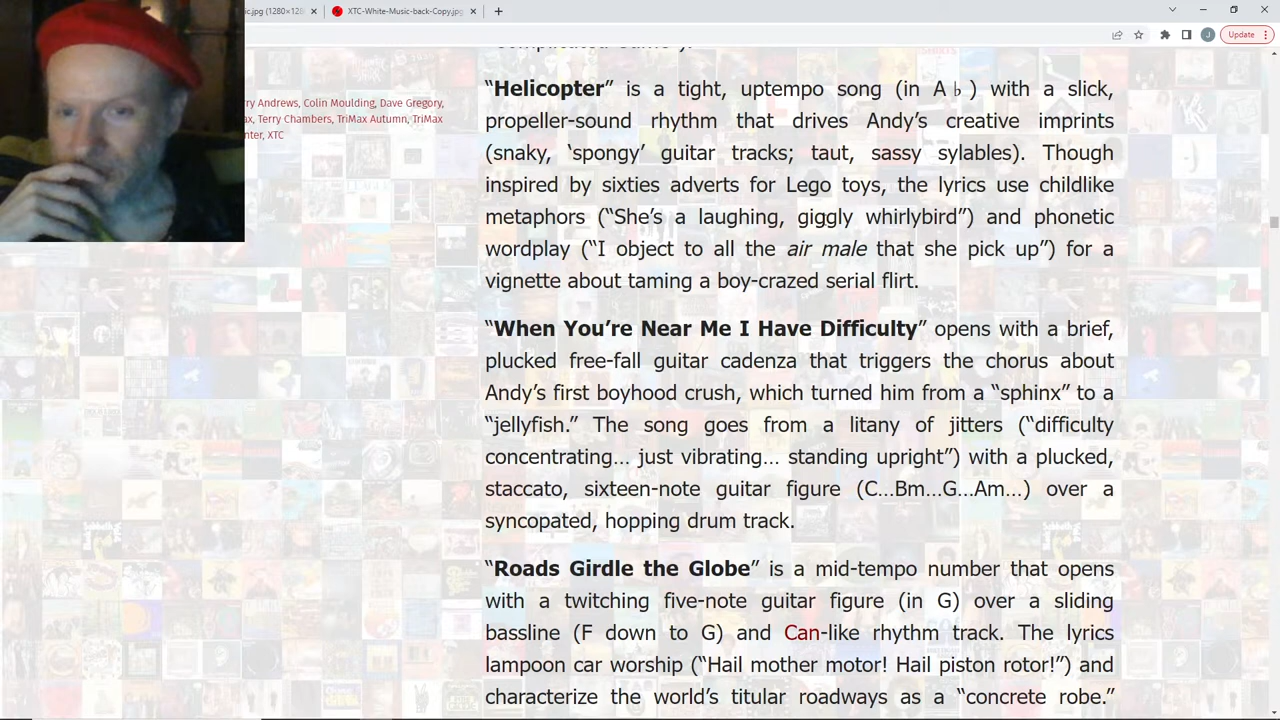 ic.jpg (1280×128
XTC-White-Music-back-Copy.jpg
Update
J
"Helicopter" is a tight, uptempo song (in A♭) with a slick,
propeller-sound rhythm that drives Andy's creative imprints
(snaky, 'spongy' guitar tracks; taut, sassy sylables). Though
inspired by sixties adverts for Lego toys, the lyrics use childlike
metaphors ("She's a laughing, giggly whirlybird") and phonetic
wordplay ("I object to all the air male that she pick up") for a
vignette about taming a boy-crazed serial flirt.
"When You're Near Me I Have Difficulty" opens with a brief,
plucked free-fall guitar cadenza that triggers the chorus about
Andy's first boyhood crush, which turned him from a "sphinx" to a
"jellyfish." The song goes from a litany of jitters ("difficulty
concentrating… just vibrating… standing upright") with a plucked,
staccato, sixteen-note guitar figure (C…Bm…G…Am…) over a
syncopated, hopping drum track.
"Roads Girdle the Globe" is a mid-tempo number that opens
with a twitching five-note guitar figure (in G) over a sliding
bassline (F down to G) and Can-like rhythm track. The lyrics
lampoon car worship ("Hail mother motor! Hail piston rotor!") and
characterize the world's titular roadways as a "concrete robe."
ry Andrews, Colin Moulding, Dave Gregory,
ax, Terry Chambers, TriMax Autumn, TriMax
nter, XTC